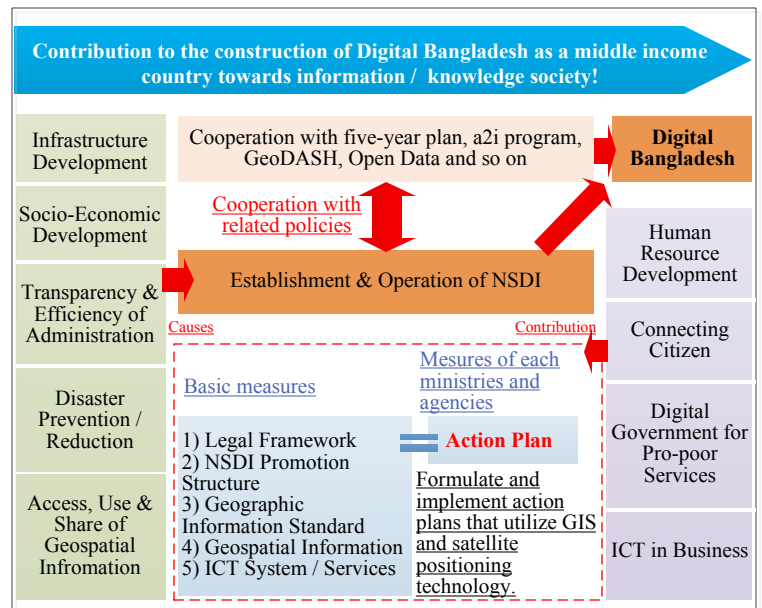 Contribution to the construction of Digital Bangladesh as a middle income
country towards information / knowledge society!
Infrastructure
Development
Socio-Economic
Development
Transparency &
Efficiency of
Administration
Disaster
Prevention /
Reduction
Access, Use &
Share of
Geospatial
Infromation
Cooperation with five-year plan, a2i program,
GeoDASH, Open Data and so on
Cooperation with
related policies
Establishment & Operation of NSDI
Causes
Contribution
Basic measures
1) Legal Framework
2) NSDI Promotion
Structure
3) Geographic
Information Standard
4) Geospatial Information
5) ICT System / Services
Mesures of each
ministries and
agencies
Action Plan
Formulate and
implement action
plans that utilize GIS
and satellite
positioning
technology.
Digital
Bangladesh
Human
Resource
Development
Connecting
Citizen
Digital
Government for
Pro-poor
Services
ICT in Business